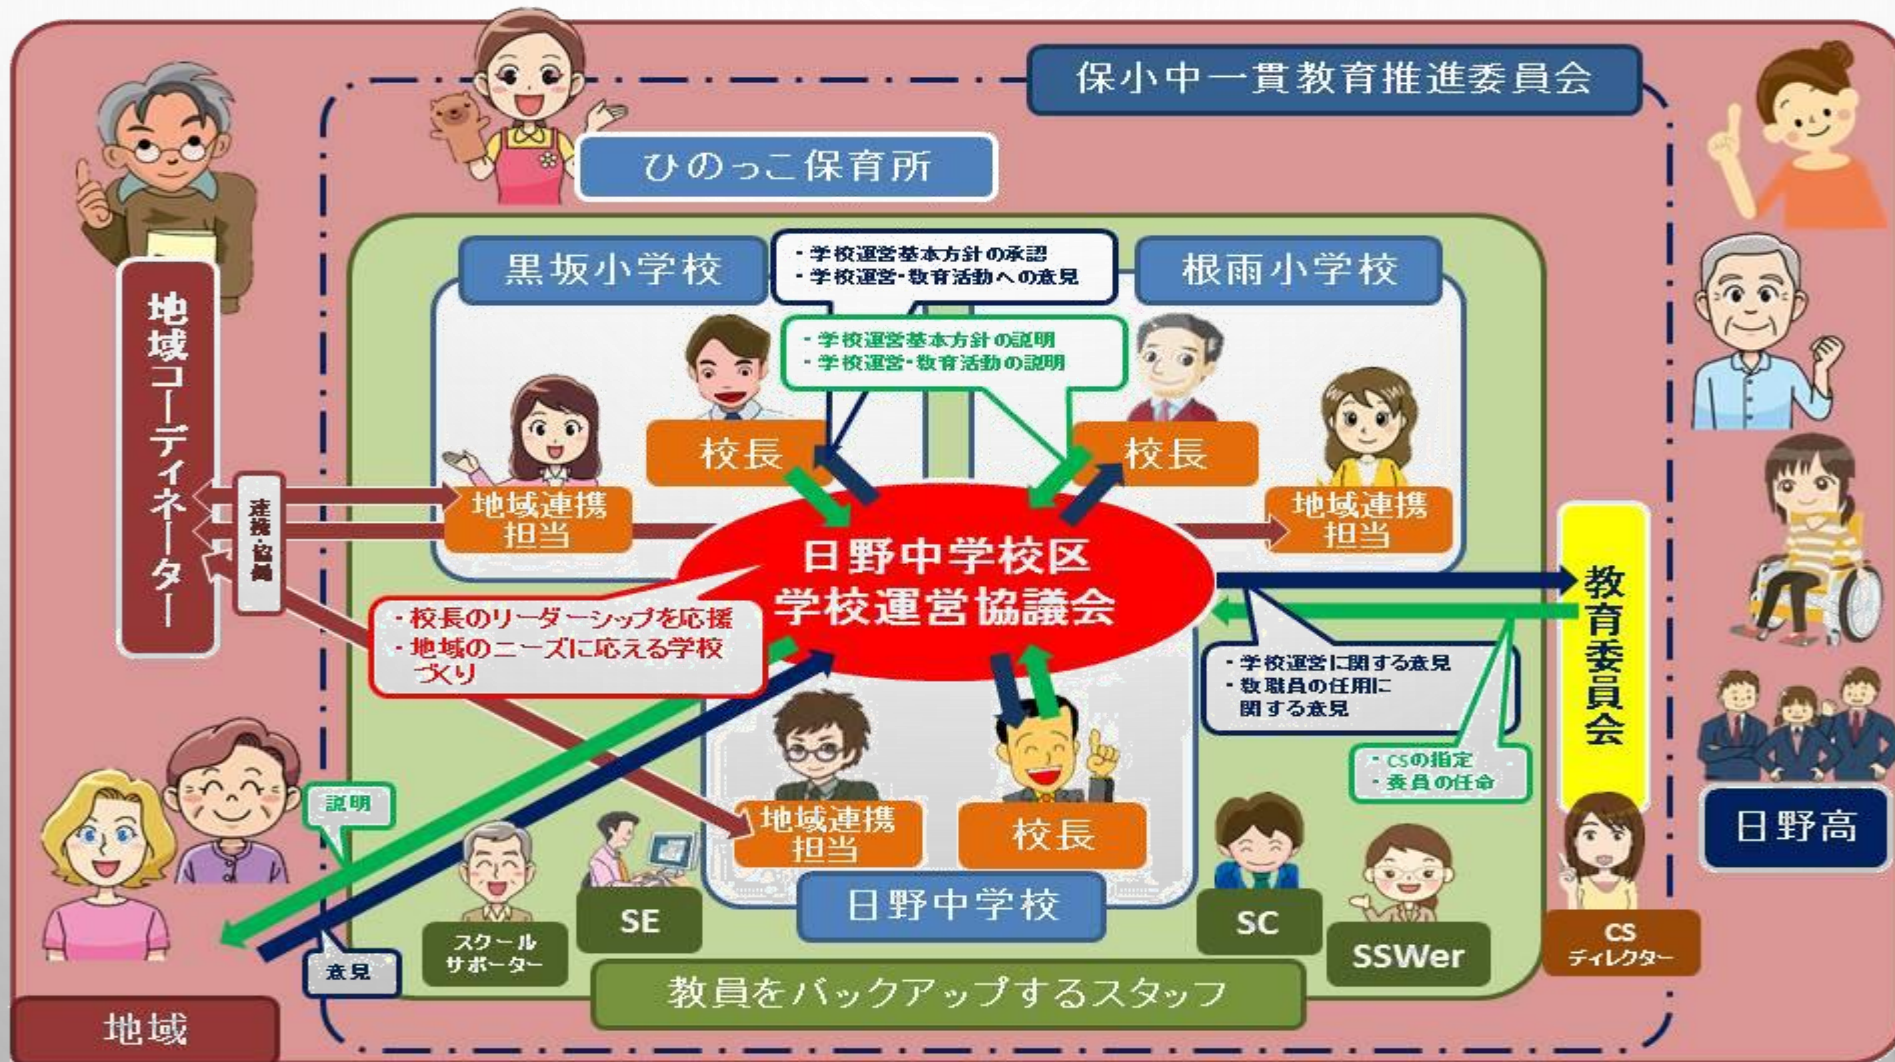 保小中一貫教育推進委員会
ひのっこ保育所
黒坂小学校
・学校運営基本方針の承認
・学校運営・教育活動への意見
根雨小学校
・学校運営基本方針の説明
・学校運営・教育活動の説明
地域コーディネーター
校長
校長
連携・協働
地域連携
担当
地域連携
担当
日野中学校区
学校運営協議会
・校長のリーダーシップを応援
・地域のニーズに応える学校
づくり
教育委員会
・学校運営に関する意見
・教職員の任用に
関する意見
・CSの指定
・委員の任命
説明
地域連携
担当
校長
日野高
日野中学校
スクール
サポーター
SE
SC
SSWer
CS
ディレクター
意見
教員をバックアップするスタッフ
地域